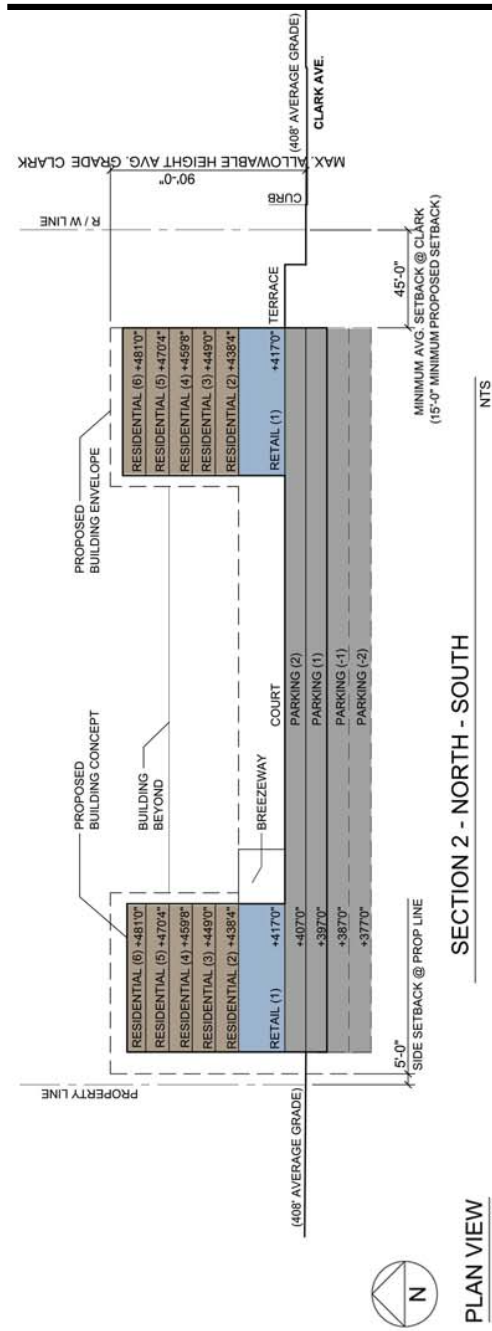 (408' AVERAGE GRADE)
CLARK AVE.
MAX. ALLOWABLE HEIGHT AVG. GRADE CLARK
90'-0"
CURB
R / W LINE
45'-0"
MINIMUM AVG. SETBACK @ CLARK
(15'-0" MINIMUM PROPOSED SETBACK)
TERRACE
PROPOSED
BUILDING ENVELOPE
RESIDENTIAL (6) +481'0"
RESIDENTIAL (5) +470'4"
RESIDENTIAL (4) +459'8"
RESIDENTIAL (3) +449'0"
RESIDENTIAL (2) +438'4"
RETAIL (1) +417'0"
PROPOSED
BUILDING CONCEPT
BUILDING
BEYOND
BREEZEWAY
COURT
PARKING (2)
PARKING (1)
PARKING (-1)
PARKING (-2)
RESIDENTIAL (6) +481'0"
RESIDENTIAL (5) +470'4"
RESIDENTIAL (4) +459'8"
RESIDENTIAL (3) +449'0"
RESIDENTIAL (2) +438'4"
RETAIL (1) +417'0"
+407'0"
+397'0"
+387'0"
+377'0"
PROPERTY LINE
(408' AVERAGE GRADE)
5'-0"
SIDE SETBACK @ PROP LINE
SECTION 2 - NORTH - SOUTH
NTS
N
PLAN VIEW